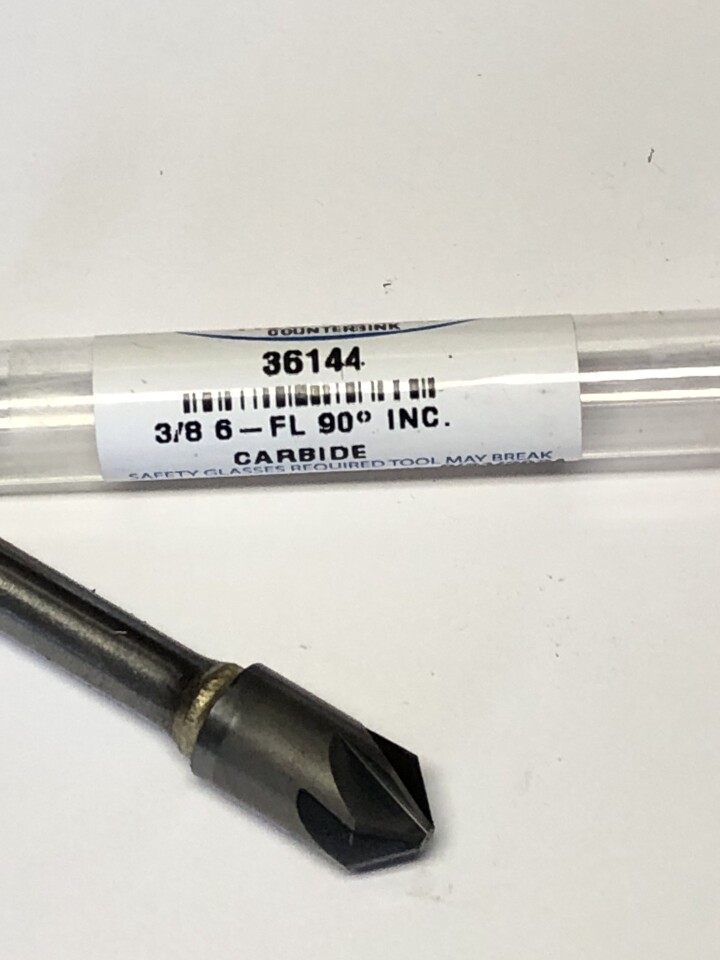 COUNTERSINK
36144
3/8 6-FL 90° INC.
CARBIDE
SAFETY GLASSES REQUIRED TOOL MAY BREAK